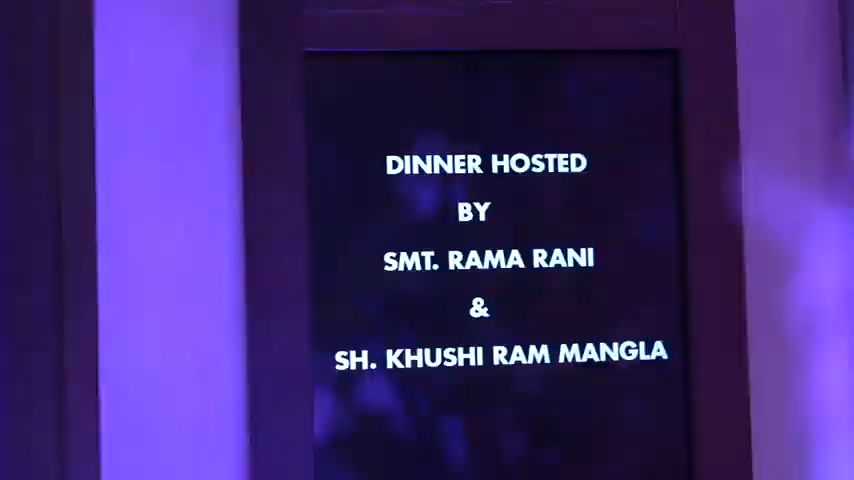 DINNER HOSTED
BY
SMT. RAMA RANI
&
SH. KHUSHI RAM MANGLA